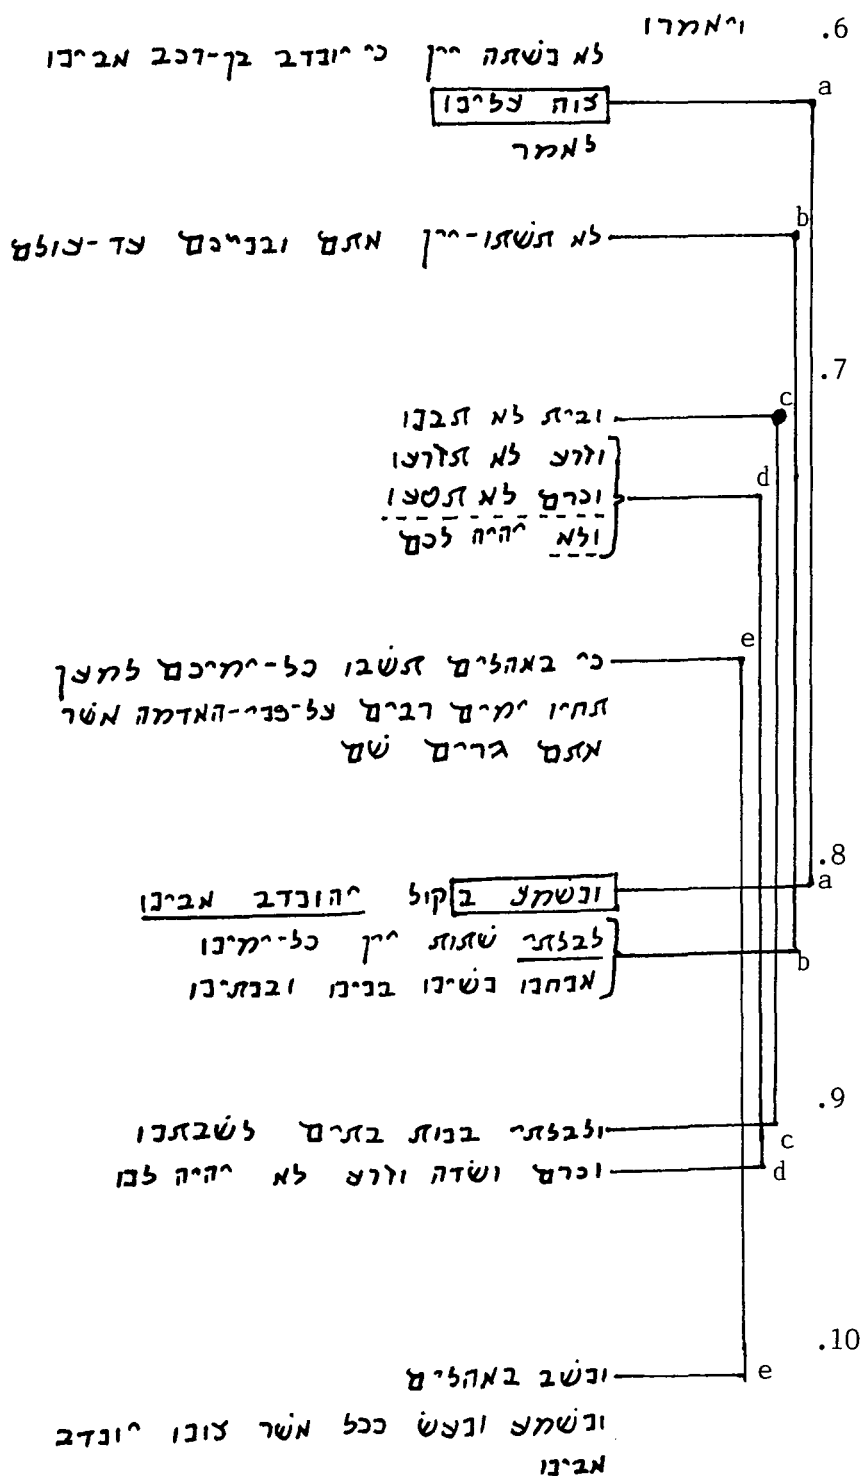 .6 ויאמרו
לא נשתה יין כי יונדב בן-רכב אבינו
a
צוה עלינו
לאמר
b
לא תשתו-יין אתם ובניכם עד-עולם
.7
c
ובית לא תבנו
וזרע לא תזרעו
d
וכרם לא תטעו
ולא יהיה לכם
e
כי באהלים תשבו כל-ימיכם למען
תחיו ימים רבים על-פני-האדמה אשר
אתם גרים שם
.8
a
ונשמע בקול יהונדב אבינו
לבלתי שתות יין כל-ימינו
b
אנחנו נשינו בנינו ובנתינו
.9
ולבלתי בנות בתים לשבתנו
c
וכרם ושדה וזרע לא יהיה לנו
d
.10
ונשב באהלים
e
ונשמע ונעש ככל אשר צונו יונדב
אבינו